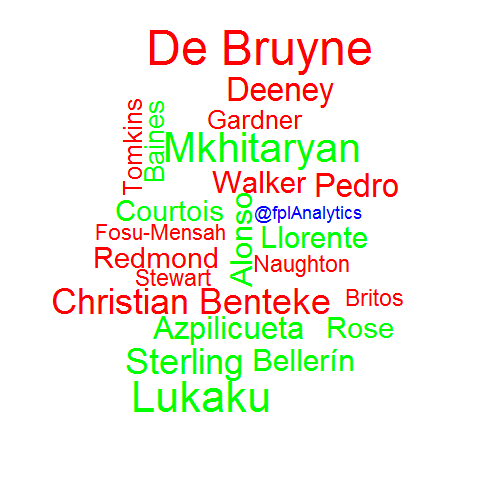 De Bruyne
Deeney
Gardner
Tomkins
Baines
Mkhitaryan
Walker
Pedro
Courtois
@fplAnalytics
Alonso
Fosu-Mensah
Llorente
Redmond
Naughton
Stewart
Christian Benteke
Britos
Azpilicueta
Rose
Sterling
Bellerín
Lukaku